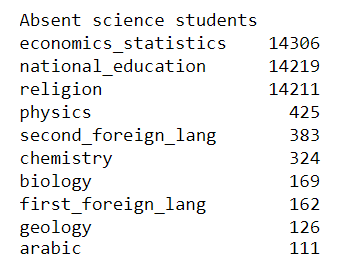 Absent science students
economics_statistics 14306
national_education 14219
religion 14211
physics 425
second_foreign_lang 383
chemistry 324
biology 169
first_foreign_lang 162
geology 126
arabic 111